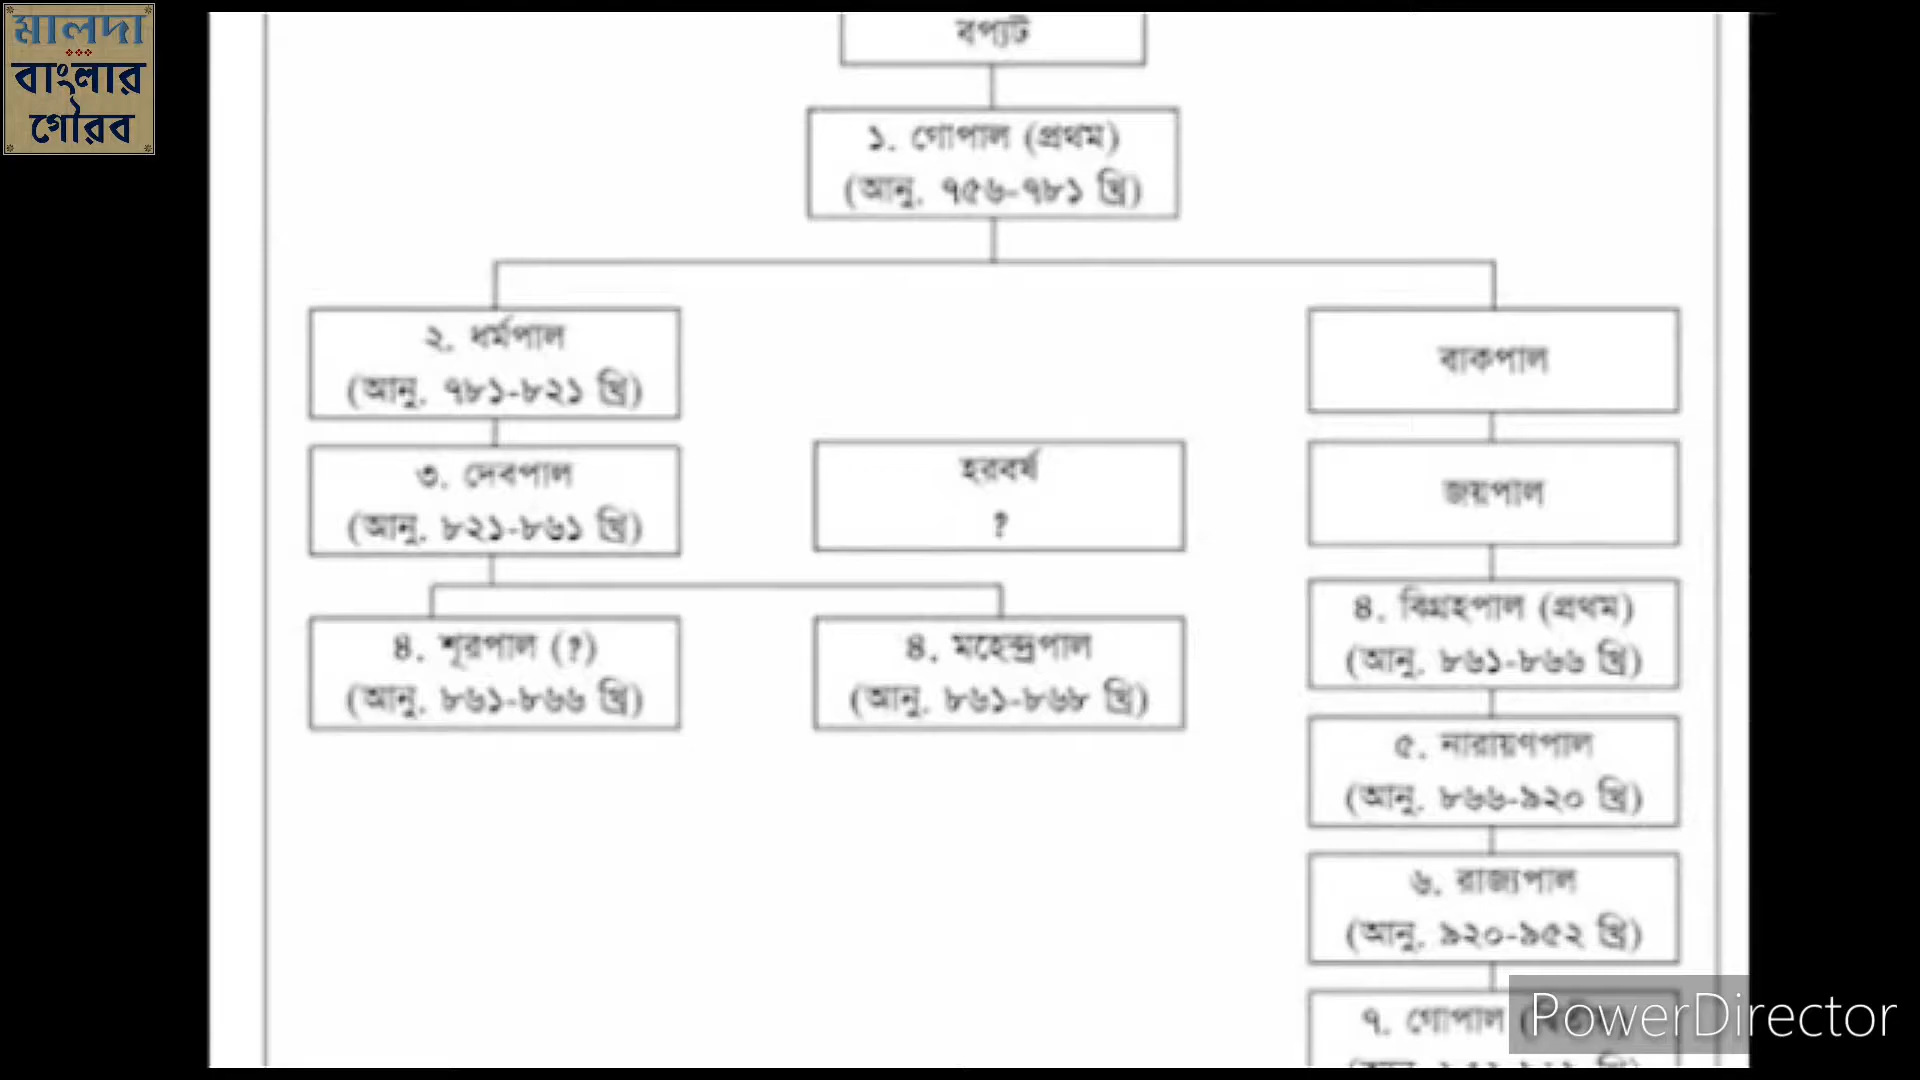 মালদা
বাংলার
গৌরব
বপ্যট
১. গোপাল (প্রথম)
(আনু. ৭৫৬-৭৮১ খ্রি)
২. ধর্মপাল
(আনু. ৭৮১-৮২১ খ্রি)
বাকপাল
৩. দেবপাল
(আনু. ৮২১-৮৬১ খ্রি)
হরবর্ষ
?
জয়পাল
৪. শূরপাল (?)
(আনু. ৮৬১-৮৬৬ খ্রি)
৪. মহেন্দ্রপাল
(আনু. ৮৬১-৮৬৮ খ্রি)
৪. বিগ্রহপাল (প্রথম)
(আনু. ৮৬১-৮৬৬ খ্রি)
৫. নারায়ণপাল
(আনু. ৮৬৬-৯২০ খ্রি)
৬. রাজ্যপাল
(আনু. ৯২০-৯৫২ খ্রি)
৭. গোপাল
PowerDirector